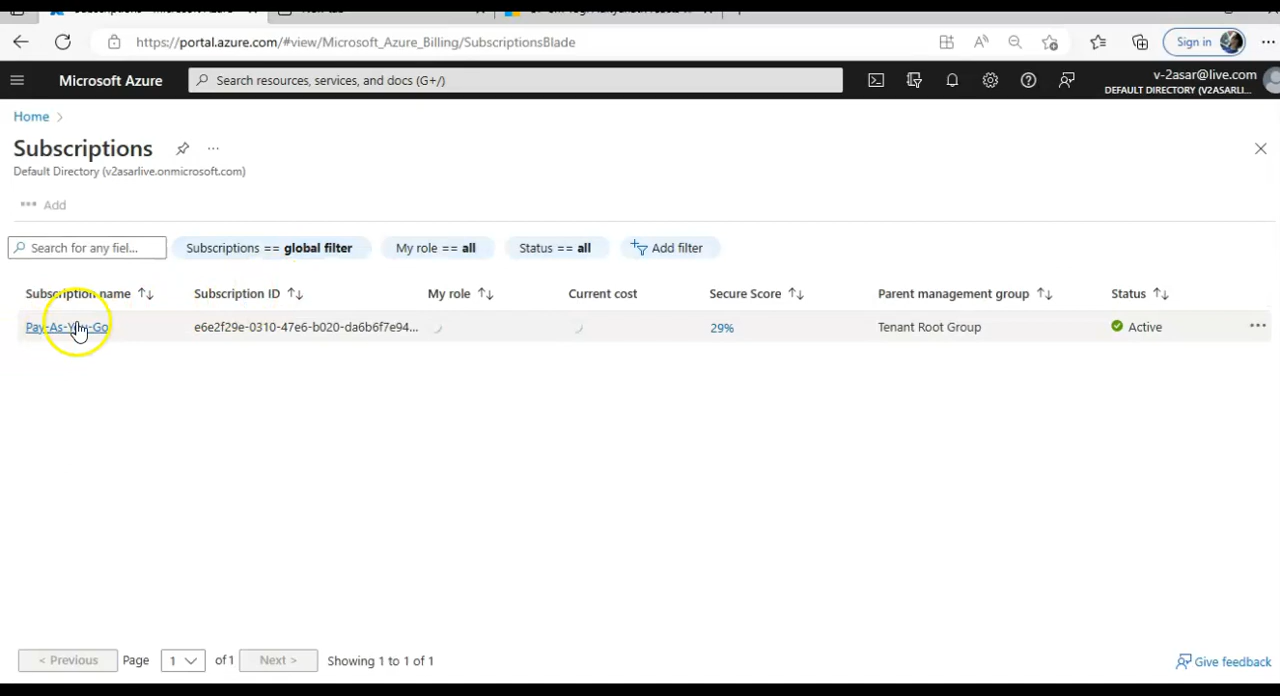 https://portal.azure.com/#view/Microsoft_Azure_Billing/SubscriptionsBlade
Sign in
Microsoft Azure
Search resources, services, and docs (G+/)
v-2asar@live.com
DEFAULT DIRECTORY (V2ASARLI...
Home
Subscriptions
Default Directory (v2asarlive.onmicrosoft.com)
Add
Search for any fiel...
Subscriptions == global filter
My role == all
Status == all
Add filter
Subscription name
Subscription ID
My role
Current cost
Secure Score
Parent management group
Status
Pay-As-You-Go
e6e2f29e-0310-47e6-b020-da6b6f7e94...
29%
Tenant Root Group
Active
< Previous
Page
1
of 1
Next >
Showing 1 to 1 of 1
Give feedback